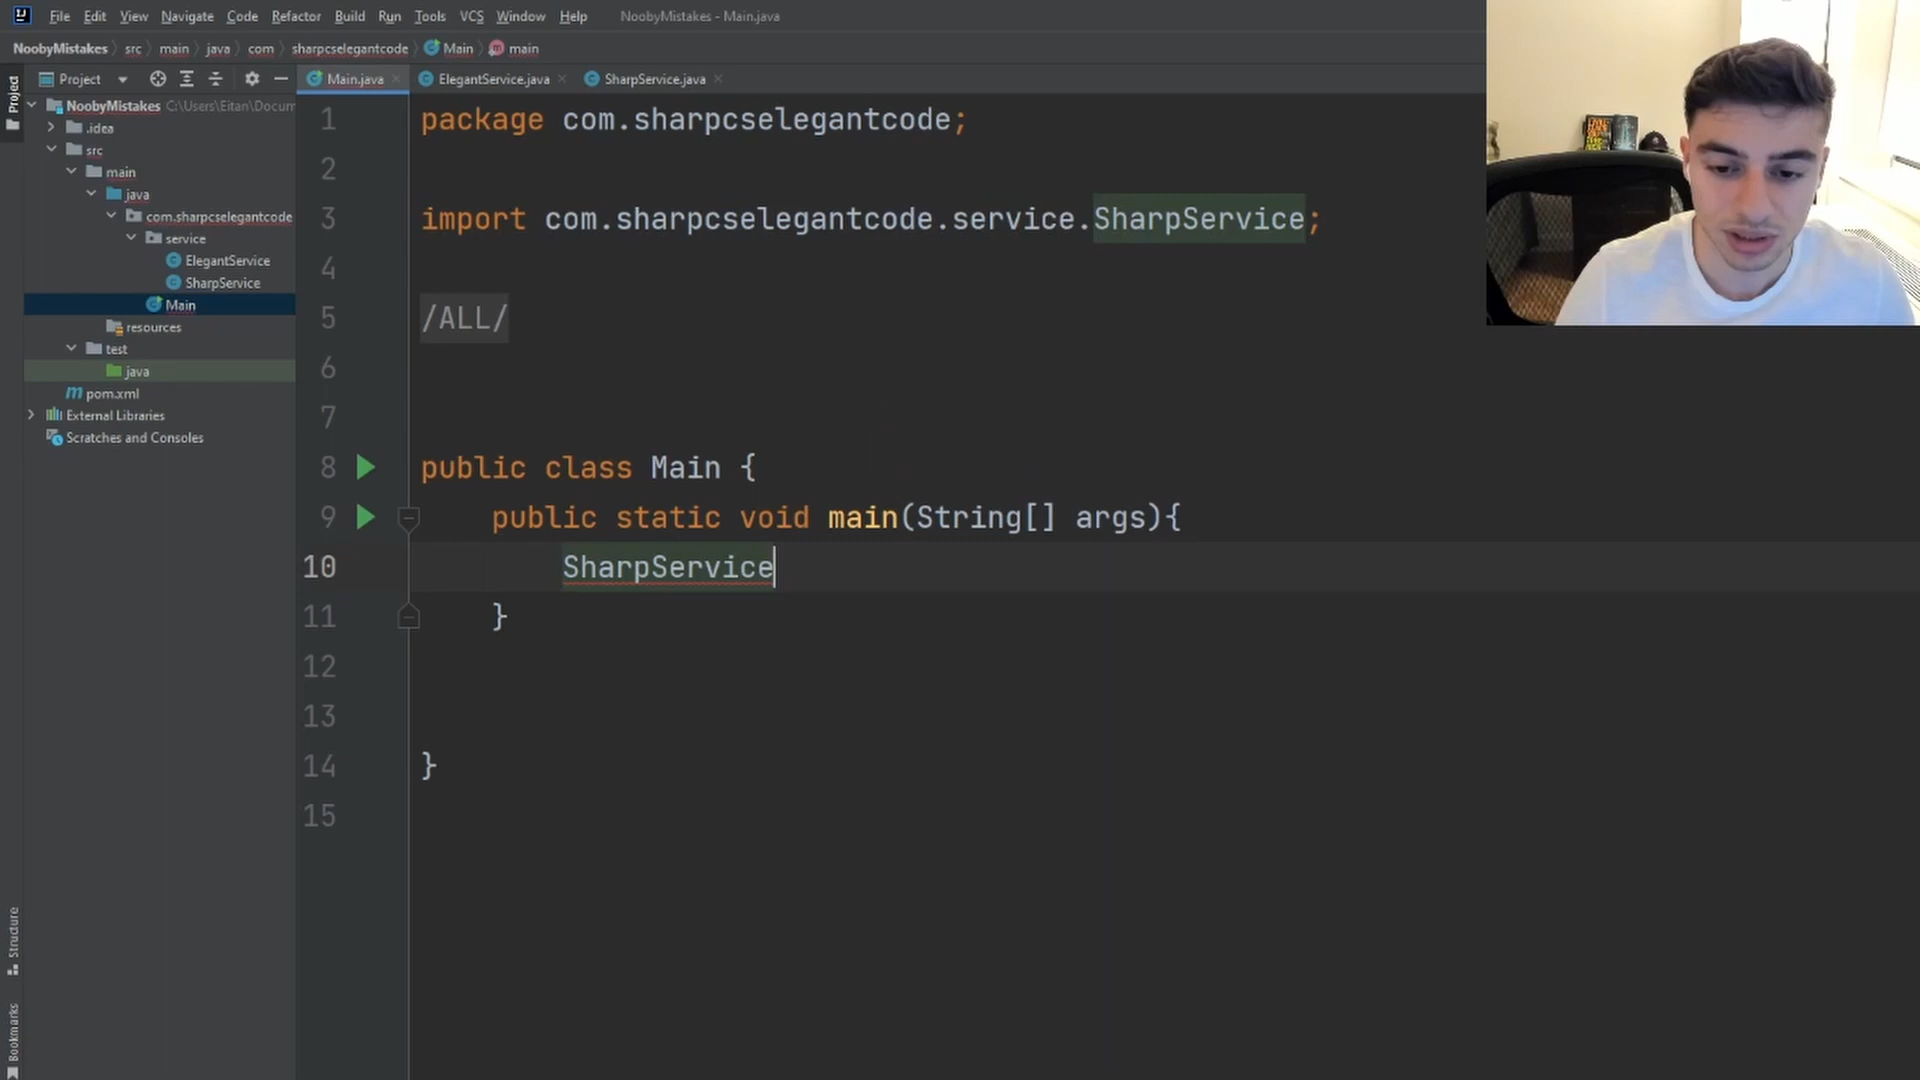 File Edit View Navigate Code Refactor Build Run Tools VCS Window Help NoobyMistakes - Main.java
NoobyMistakes src main java com sharpcselegantcode Main main
Project
Project
Main.java ElegantService.java SharpService.java
NoobyMistakes C:\Users\Eitan\Docum
.idea
src
main
java
com.sharpcselegantcode
service
ElegantService
SharpService
Main
resources
test
java
pom.xml
External Libraries
Scratches and Consoles
Structure
Bookmarks
1 package com.sharpcselegantcode;
2
3 import com.sharpcselegantcode.service.SharpService;
4
5 /ALL/
6
7
8 public class Main {
9 public static void main(String[] args){
10 SharpService
11 }
12
13
14 }
15